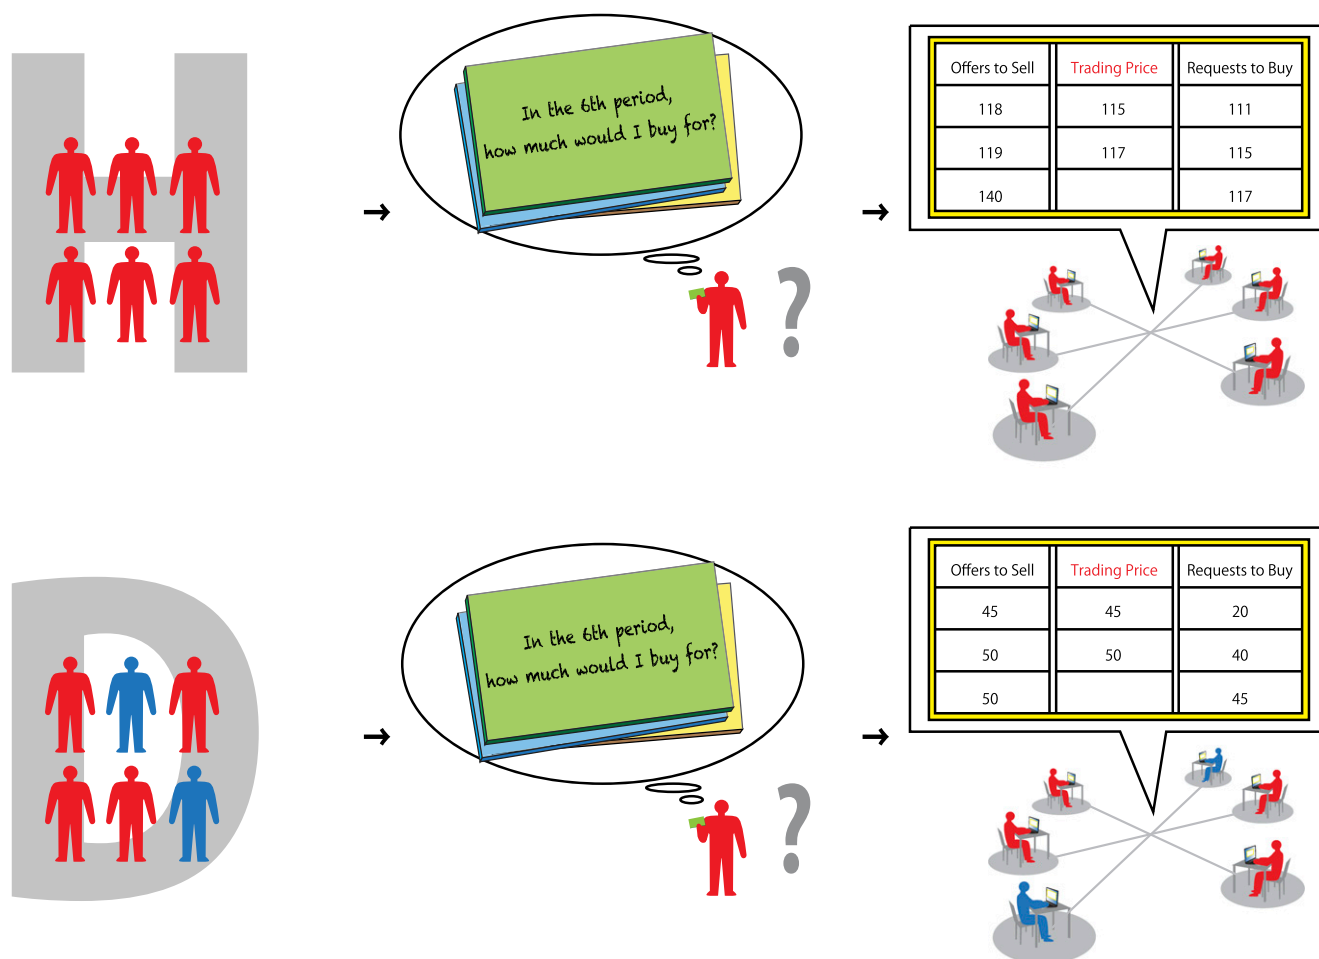 H
In the 6th period,
how much would I buy for?
?
Offers to Sell Trading Price Requests to Buy
118 115 111
119 117 115
140 117
D
In the 6th period,
how much would I buy for?
?
Offers to Sell Trading Price Requests to Buy
45 45 20
50 50 40
50 45